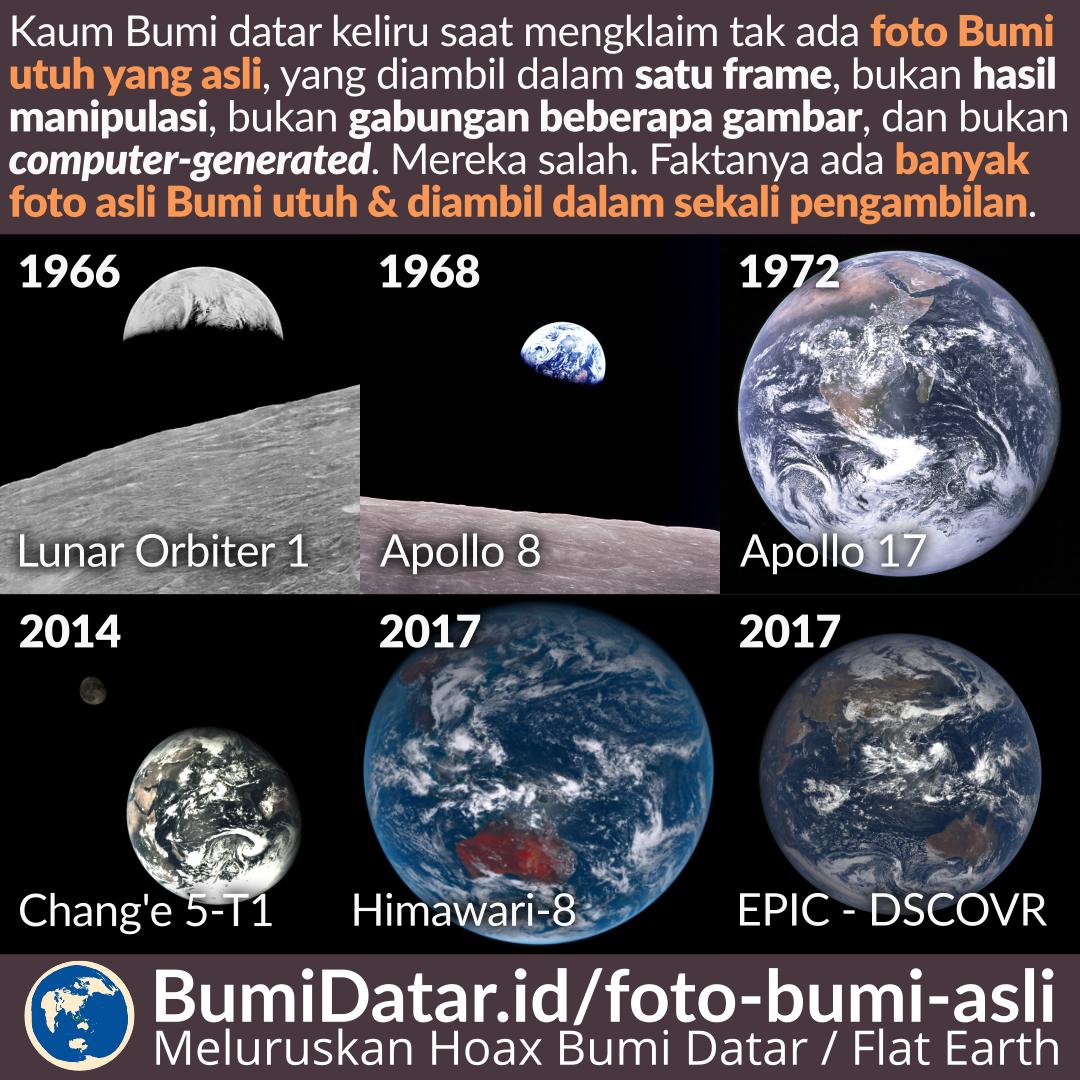 Kaum Bumi datar keliru saat mengklaim tak ada foto Bumi
utuh yang asli, yang diambil dalam satu frame, bukan hasil
manipulasi, bukan gabungan beberapa gambar, dan bukan
computer-generated. Mereka salah. Faktanya ada banyak
foto asli Bumi utuh & diambil dalam sekali pengambilan.
1966
Lunar Orbiter 1
1968
Apollo 8
1972
Apollo 17
2014
Chang'e 5-T1
2017
Himawari-8
2017
EPIC - DSCOVR
BumiDatar.id/foto-bumi-asli
Meluruskan Hoax Bumi Datar / Flat Earth